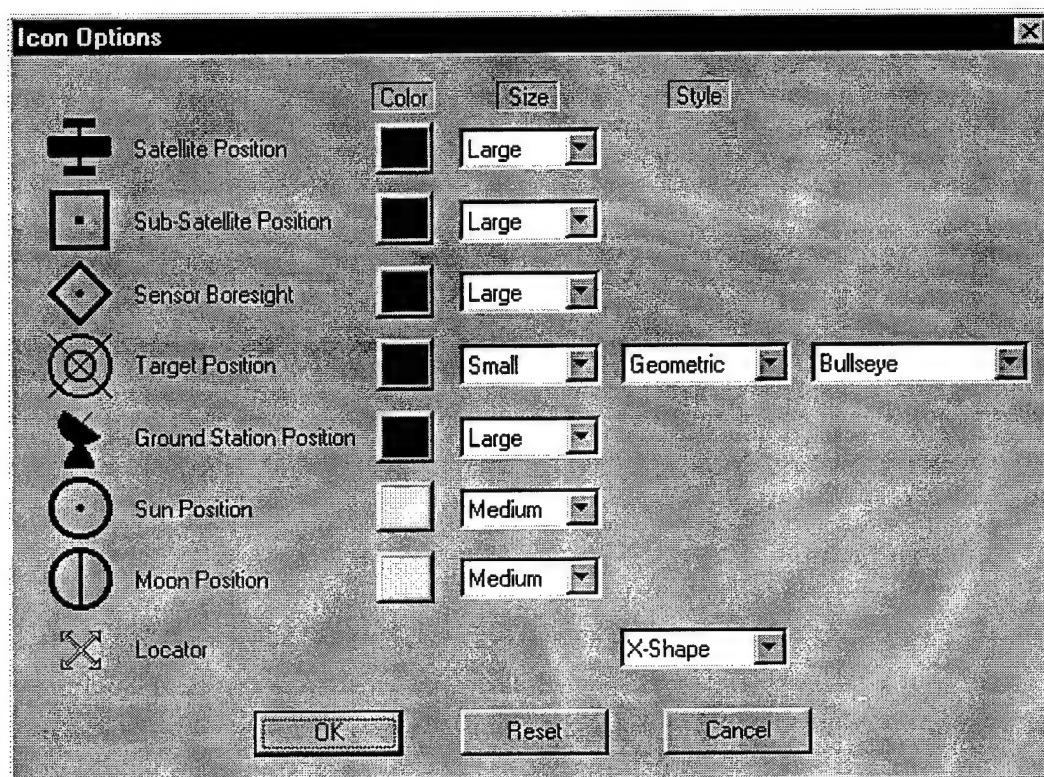 Icon Options
Color Size Style
Satellite Position Large
Sub-Satellite Position Large
Sensor Boresight Large
Target Position Small Geometric Bullseye
Ground Station Position Large
Sun Position Medium
Moon Position Medium
Locator X-Shape
OK Reset Cancel